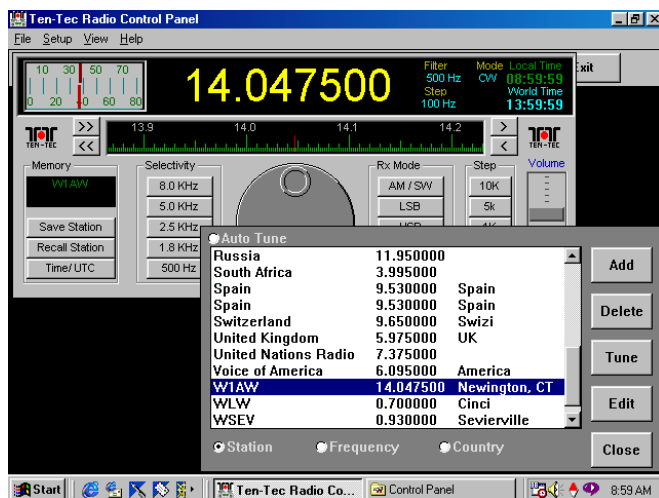 Ten-Tec Radio Control Panel
File Setup View Help
10 30 50 70
0 20 40 60 80
14.047500
Filter
500 Hz
Step
100 Hz
Mode
CW
Local Time
08:59:59
World Time
13:59:59
Exit
TEN-TEC
>>
<<
13.9 14.0 14.1 14.2
>
<
TEN-TEC
Memory
W1AW
Save Station
Recall Station
Time/UTC
Selectivity
8.0 KHz
5.0 KHz
2.5 KHz
1.8 KHz
500 Hz
Rx Mode
AM / SW
LSB
Step
10K
5k
Volume
Auto Tune
Russia 11.950000
South Africa 3.995000
Spain 9.530000 Spain
Spain 9.530000 Spain
Switzerland 9.650000 Swizi
United Kingdom 5.975000 UK
United Nations Radio 7.375000
Voice of America 6.095000 America
W1AW 14.047500 Newington, CT
WLW 0.700000 Cinci
WSEV 0.930000 Sevierville
Station Frequency Country
Add
Delete
Tune
Edit
Close
Start
Ten-Tec Radio Co...
Control Panel
8:59 AM